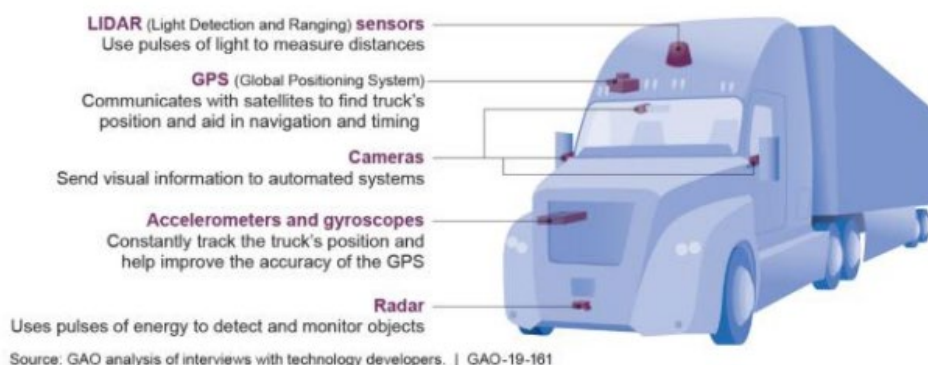 LIDAR (Light Detection and Ranging) sensors
Use pulses of light to measure distances
GPS (Global Positioning System)
Communicates with satellites to find truck's
position and aid in navigation and timing
Cameras
Send visual information to automated systems
Accelerometers and gyroscopes
Constantly track the truck's position and
help improve the accuracy of the GPS
Radar
Uses pulses of energy to detect and monitor objects
Source: GAO analysis of interviews with technology developers. | GAO-19-161